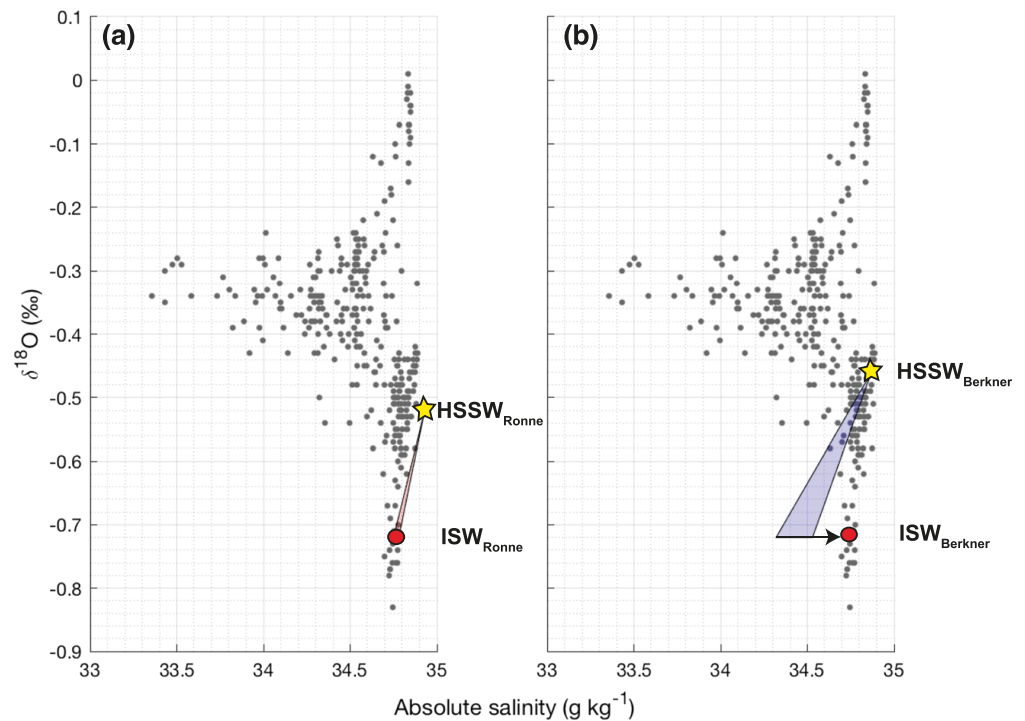 (a)
(b)
0.1
0
-0.1
-0.2
-0.3
-0.4
-0.5
-0.6
-0.7
-0.8
-0.9
δ18O (‰)
HSSWRonne
ISWRonne
HSSWBerkner
ISWBerkner
33 33.5 34 34.5 35
33 33.5 34 34.5 35
Absolute salinity (g kg-1)